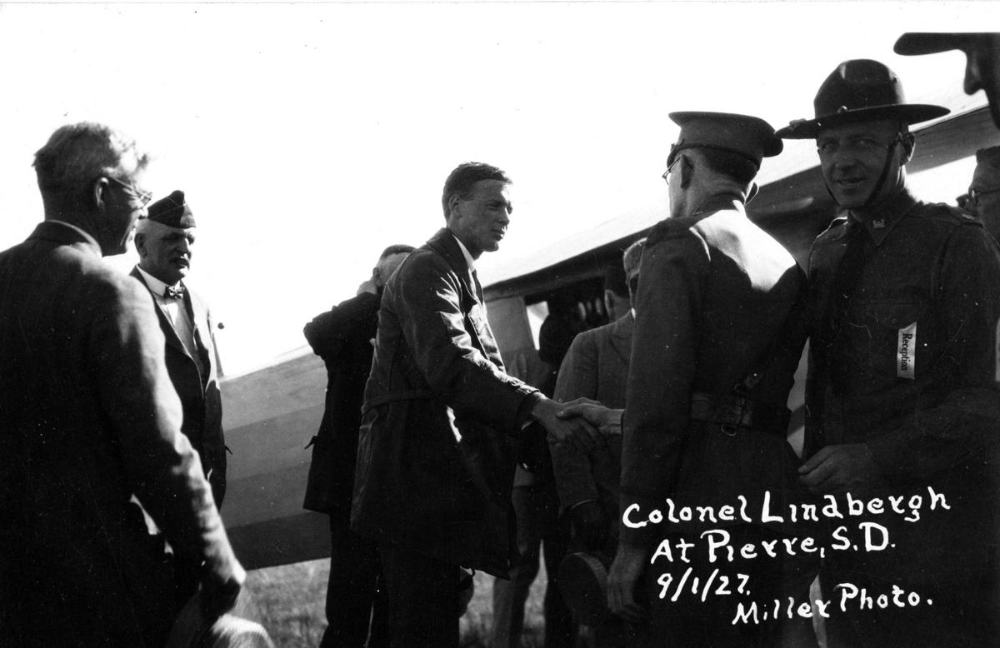 Reception
Colonel Lindbergh
At Pierre, S.D.
9/1/27.
Miller Photo.